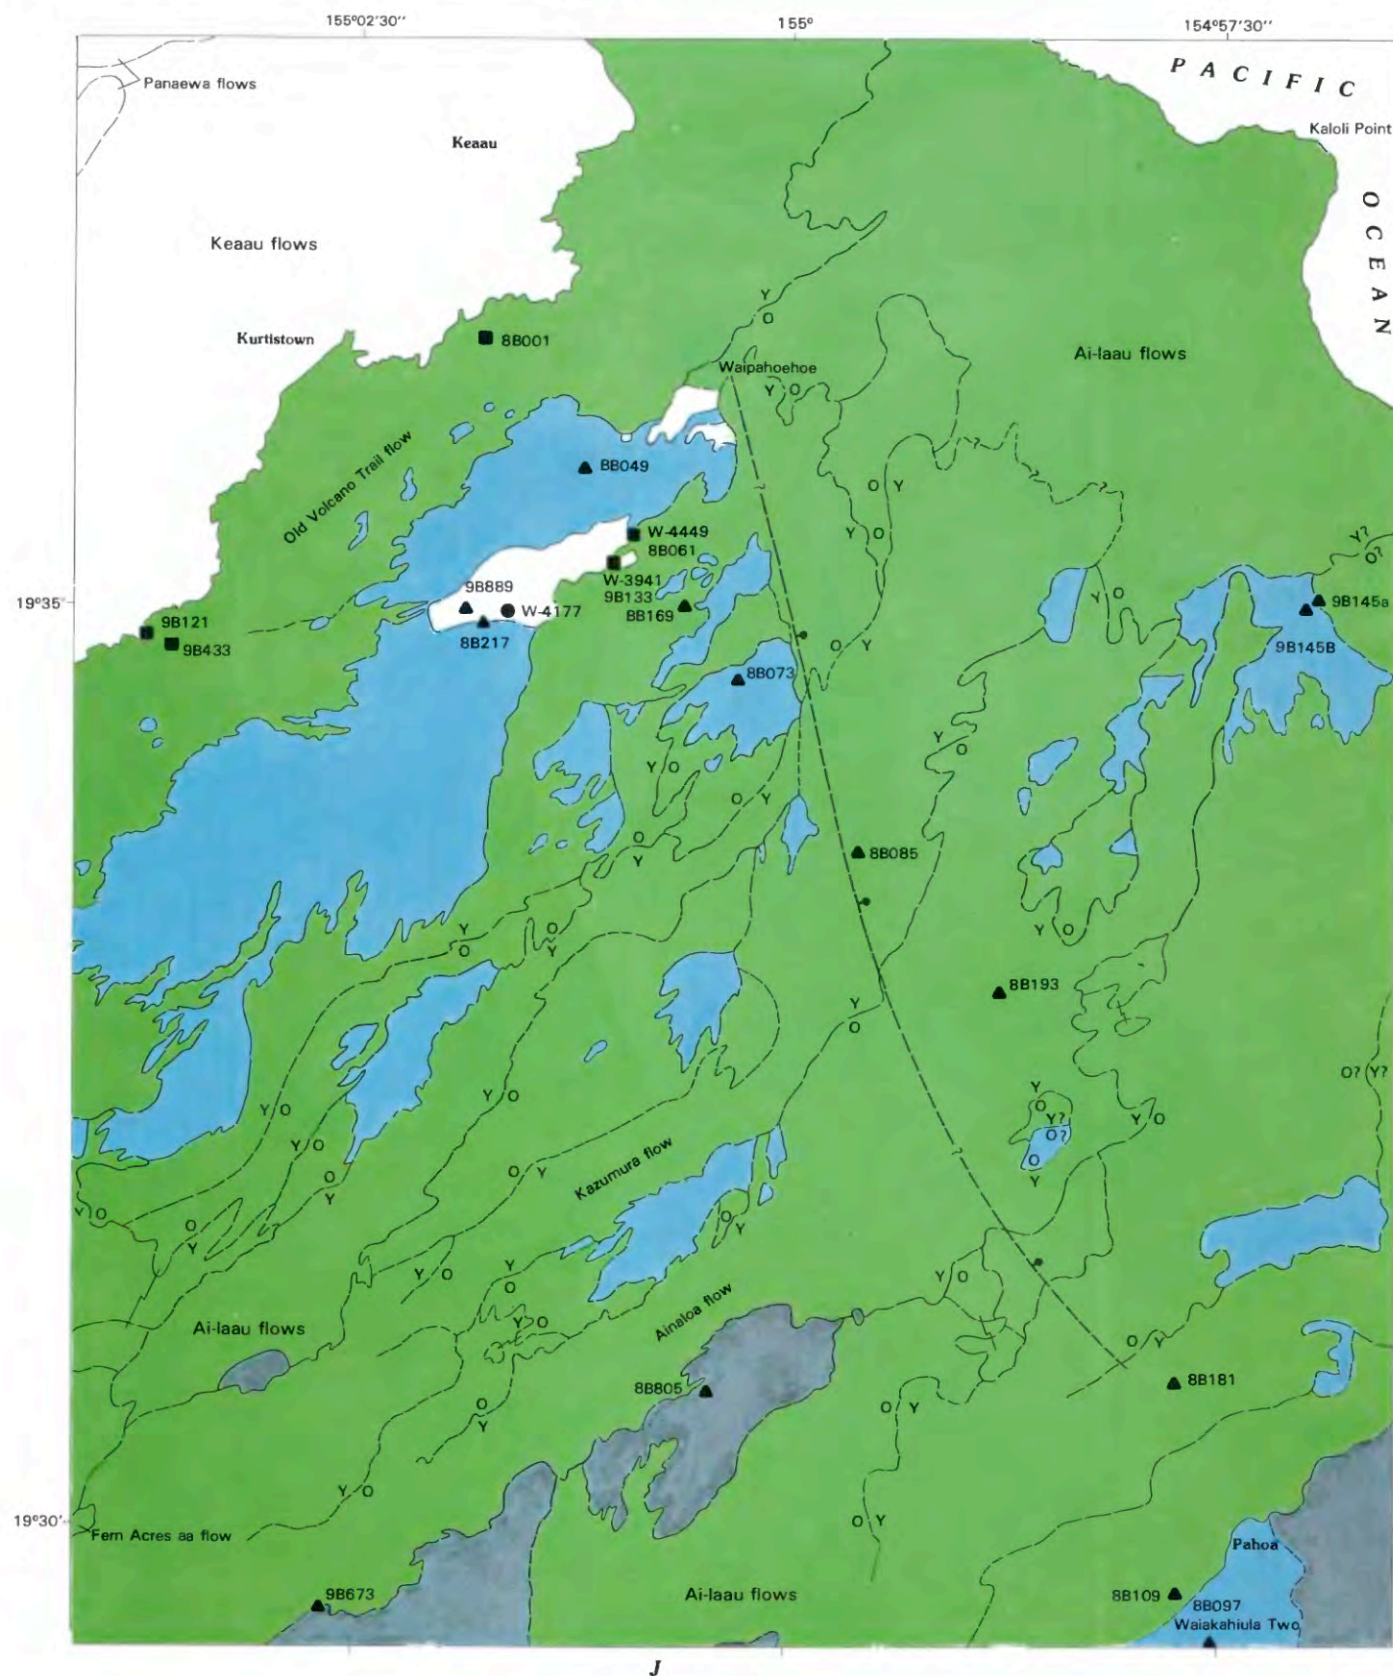 155°02'30''
155°
154°57'30''
PACIFIC
Panaewa flows
Kaloli Point
Keaau
OCEAN
Keaau flows
Y
O
Kurtistown
8B001
Ai-laau flows
Waipahoehoe
Y O
Old Volcano Trail flow
BB049
O Y
Y O
W-4449
8B061
Y?
O?
W-3941
9B133
BB169
9B889
W-4177
8B217
19°35'
9B121
9B433
Y O
9B145a
9B145B
O Y
8B073
O
Y
O
Y O
O Y
O
Y
8B085
Y
O
O
Y
Y O
8B193
Y
O
O? Y?
Y O
Y O
Y O
Y
O
Y?
O?
O
Y
Y O
O
Y
O Y
Kazumura flow
Y O
O
Y
O
Y
Y O
Y
O
Y O
Ainaloa flow
Ai-laau flows
Y O
O Y
8B805
8B181
O
Y
O Y
Y O
19°30'
Fern Acres aa flow
O Y
Pahoa
9B673
Ai-laau flows
8B109
8B097
Waiakahiula Two
J